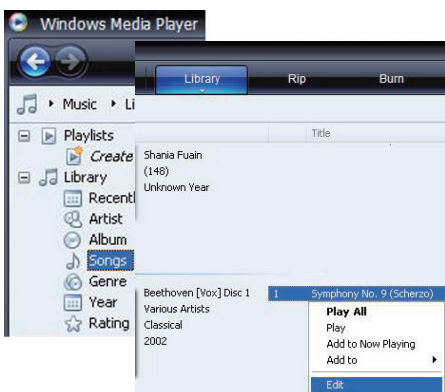 Windows Media Player
Music Li
Playlists
Create
Library
Recentl
Artist
Album
Songs
Genre
Year
Rating
Library Rip Burn
Title
Shania Fuain
(148)
Unknown Year
Beethoven [Vox] Disc 1 1 Symphony No. 9 (Scherzo)
Various Artists
Classical
2002
Play All
Play
Add to Now Playing
Add to
Edit